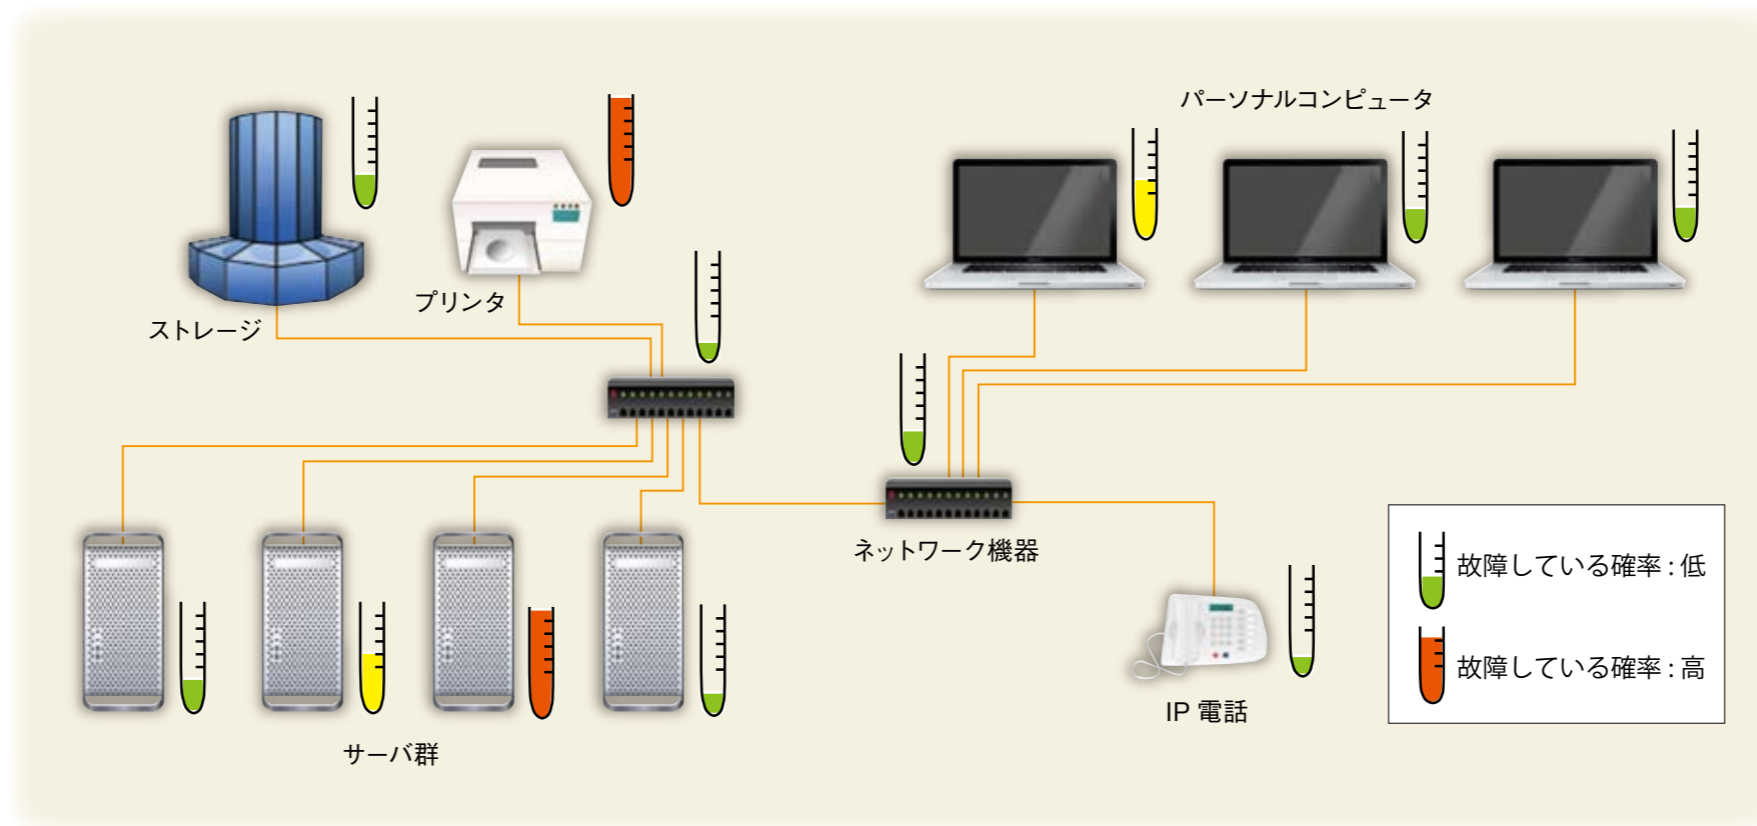 パーソナルコンピュータ
プリンタ
ストレージ
ネットワーク機器
故障している確率 : 低
故障している確率 : 高
IP 電話
サーバ群